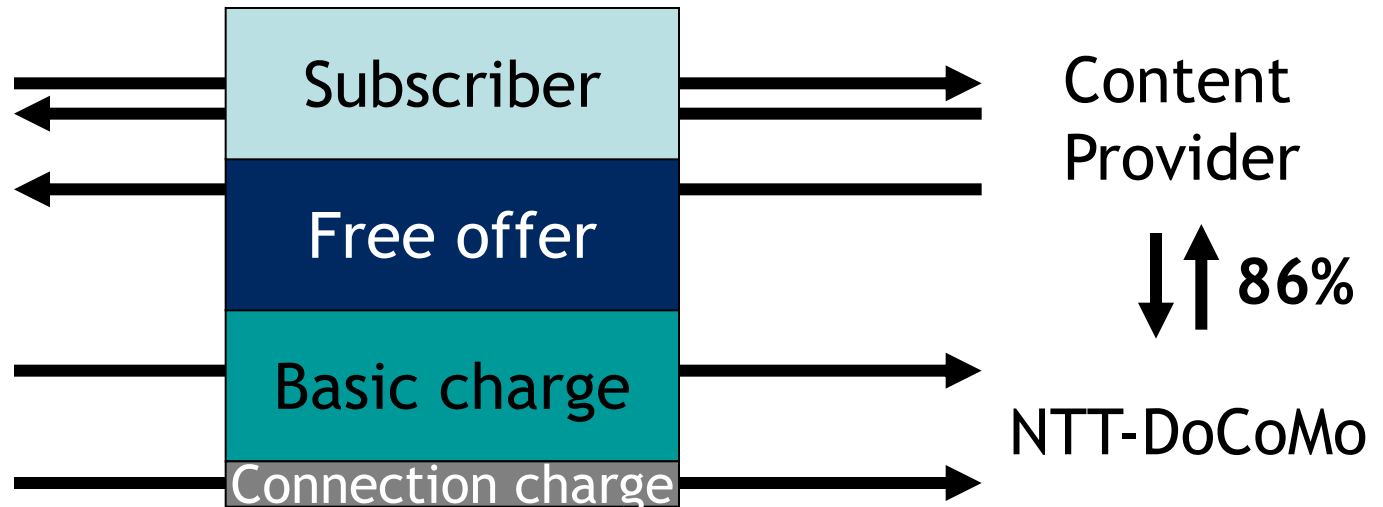 Subscriber
Content
Provider
Free offer
86%
Basic charge
NTT-DoCoMo
Connection charge